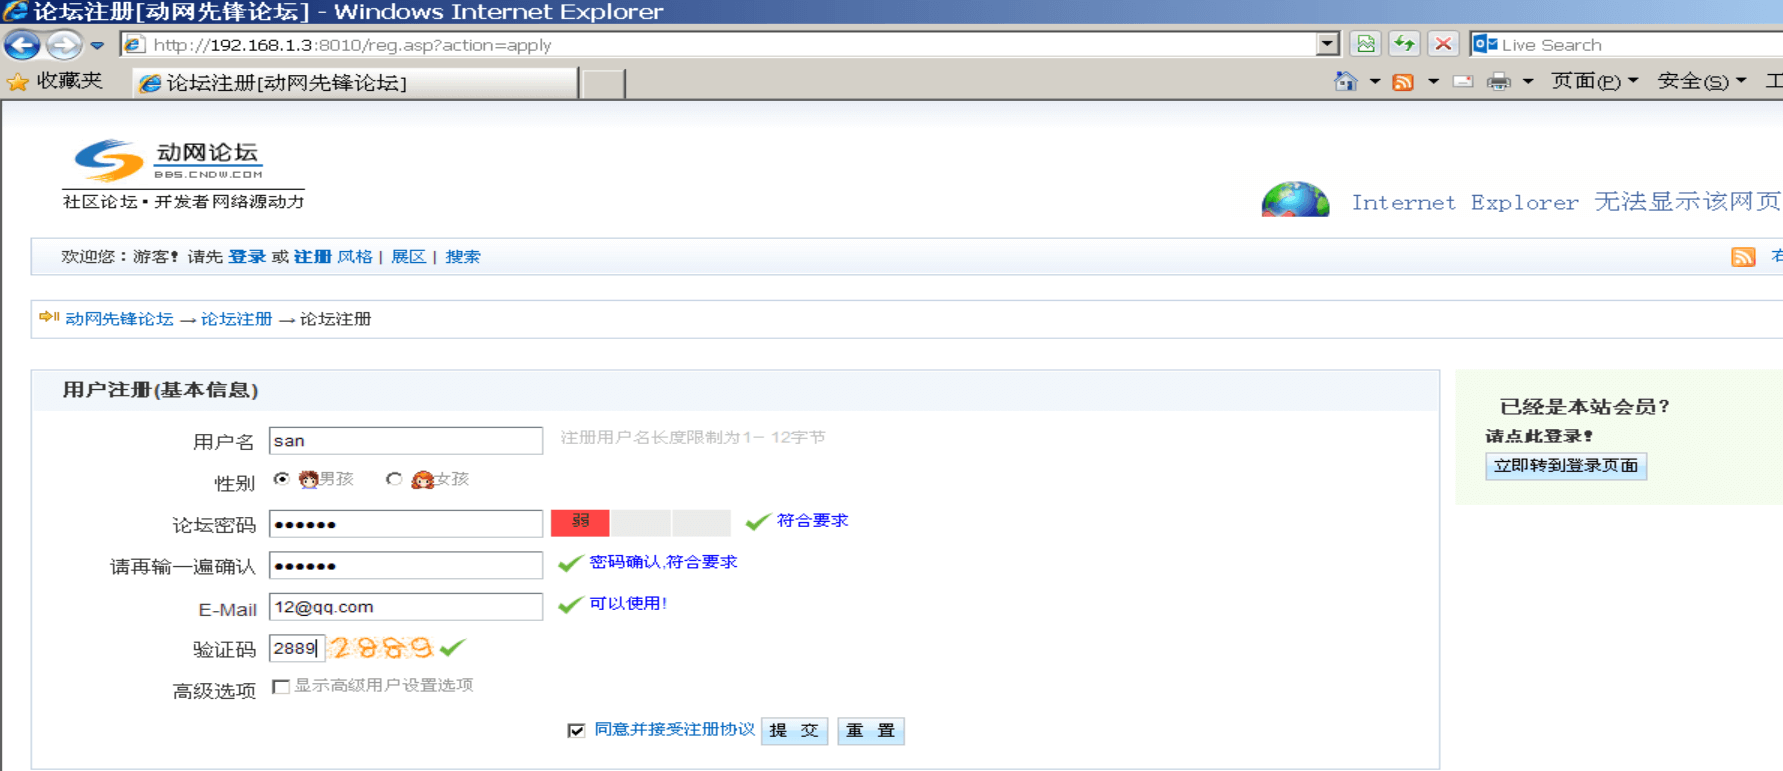 论坛注册[动网先锋论坛] - Windows Internet Explorer
http://192.168.1.3:8010/reg.asp?action=apply
Live Search
收藏夹
论坛注册[动网先锋论坛]
页面(P)
安全(S)
工
动网论坛
BBS.CNDW.COM
社区论坛·开发者网络源动力
Internet Explorer 无法显示该网页
欢迎您：游客！请先 登录 或 注册 风格 | 展区 | 搜索
动网先锋论坛 → 论坛注册 → 论坛注册
用户注册(基本信息)
用户名 san 注册用户名长度限制为1- 12字节
性别 男孩 女孩
论坛密码 ●●●●●● 弱 符合要求
请再输一遍确认 ●●●●●● 密码确认,符合要求
E-Mail 12@qq.com 可以使用!
验证码 2889 2889
高级选项 显示高级用户设置选项
同意并接受注册协议 提 交 重 置
已经是本站会员？
请点此登录！
立即转到登录页面